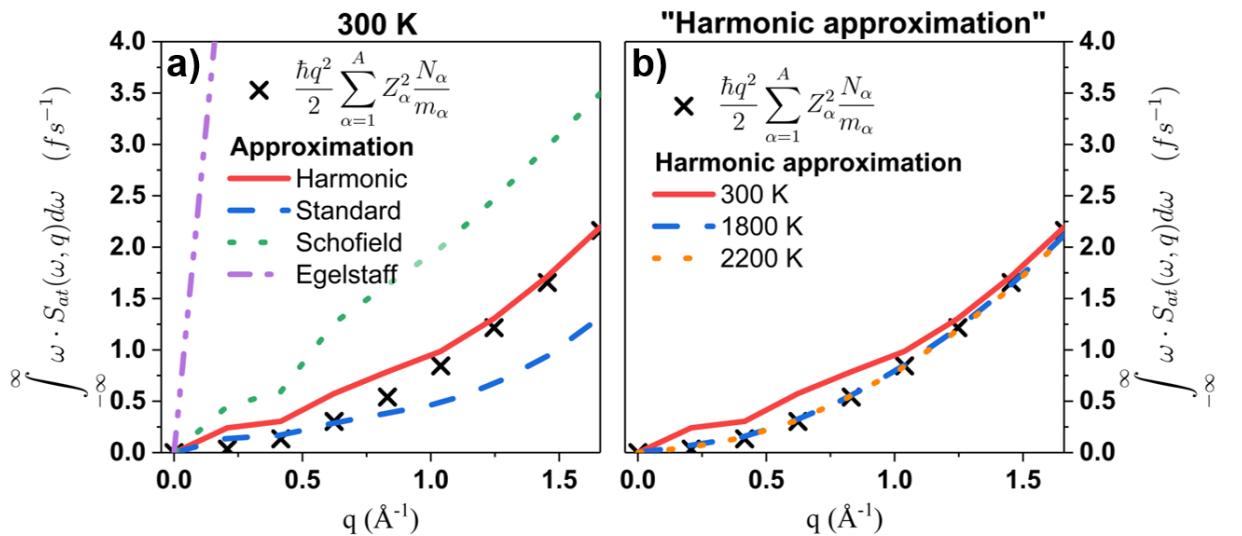 300 K
a)
ħq²/2 ∑_{α=1}^{A} Z_α² N_α/m_α
Approximation
Harmonic
Standard
Schofield
Egelstaff
∫_{-∞}^{∞} ω · S_{at}(ω, q)dω (fs⁻¹)
4.0
3.5
3.0
2.5
2.0
1.5
1.0
0.5
0.0
0.0 0.5 1.0 1.5
q (Å⁻¹)
"Harmonic approximation"
b)
ħq²/2 ∑_{α=1}^{A} Z_α² N_α/m_α
Harmonic approximation
300 K
1800 K
2200 K
4.0
3.5
3.0
2.5
2.0
1.5
1.0
0.5
0.0
∫_{-∞}^{∞} ω · S_{at}(ω, q)dω (fs⁻¹)
0.0 0.5 1.0 1.5
q (Å⁻¹)